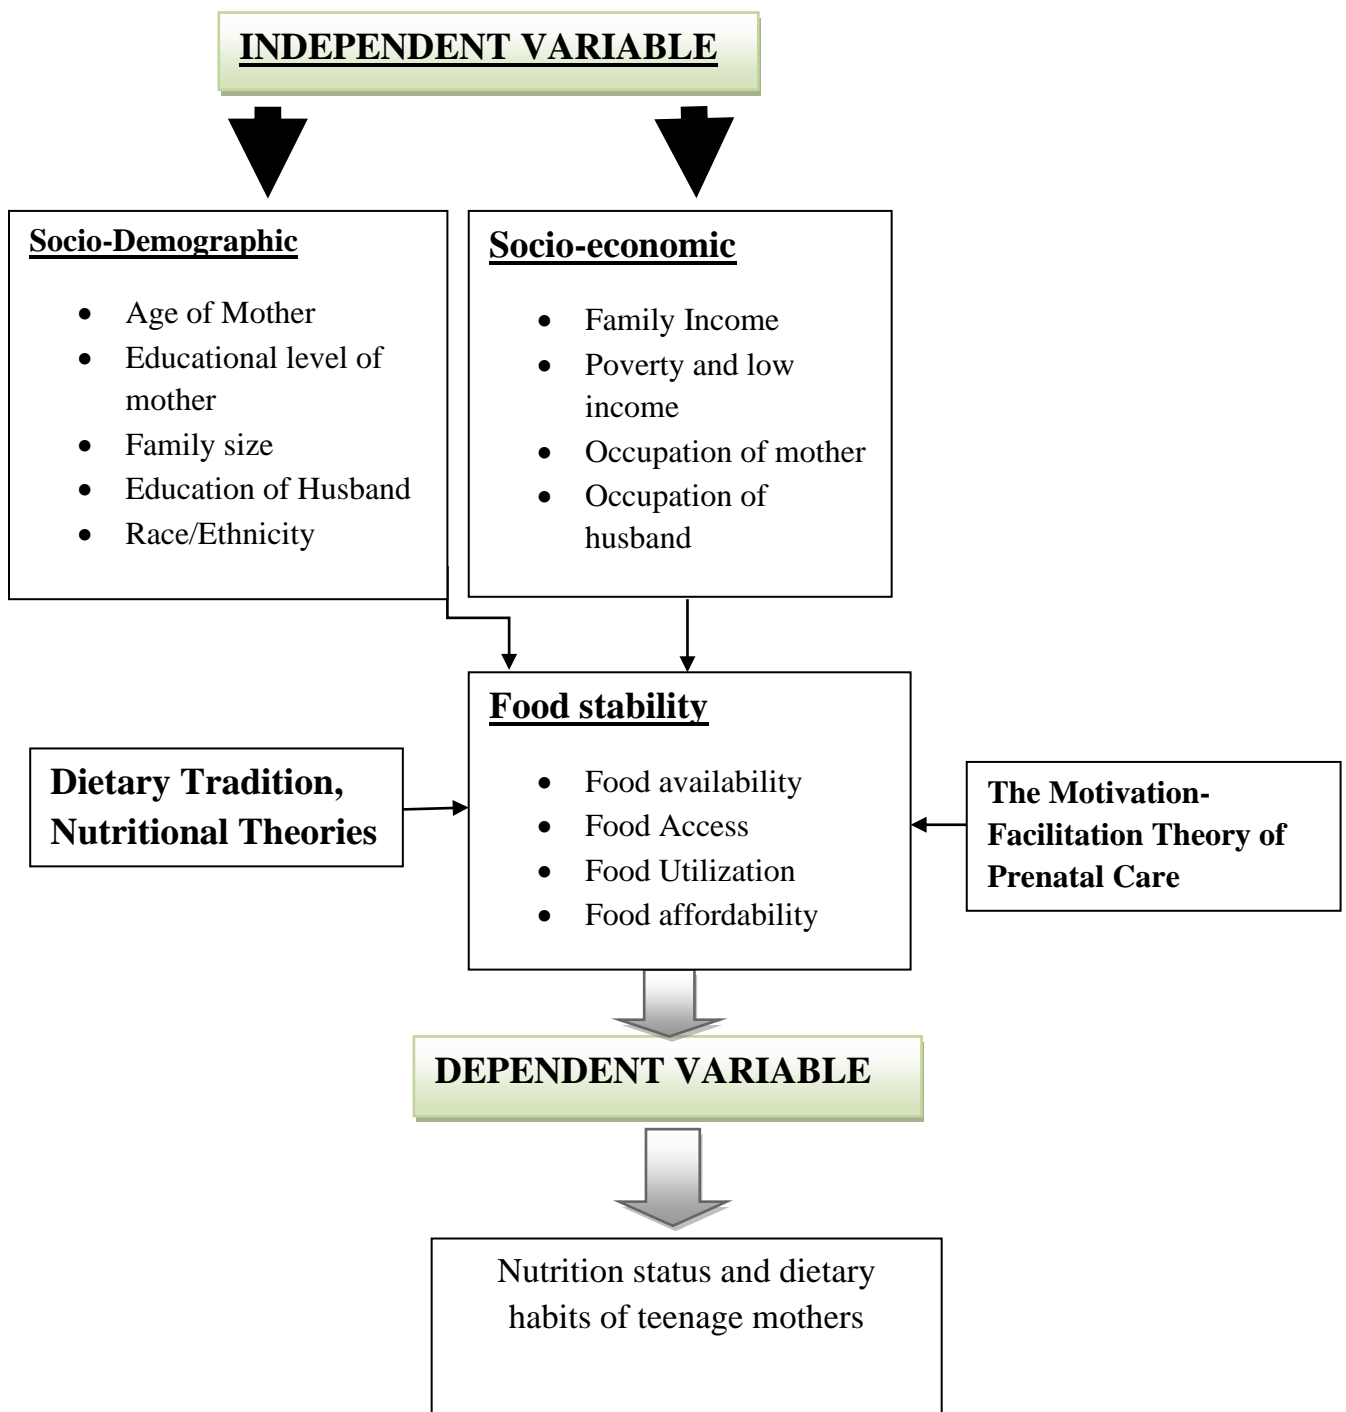 INDEPENDENT VARIABLE
Socio-Demographic
• Age of Mother
• Educational level of
mother
• Family size
• Education of Husband
• Race/Ethnicity
Socio-economic
• Family Income
• Poverty and low
income
• Occupation of mother
• Occupation of
husband
Food stability
• Food availability
• Food Access
• Food Utilization
• Food affordability
Dietary Tradition,
Nutritional Theories
The Motivation-
Facilitation Theory of
Prenatal Care
DEPENDENT VARIABLE
Nutrition status and dietary
habits of teenage mothers